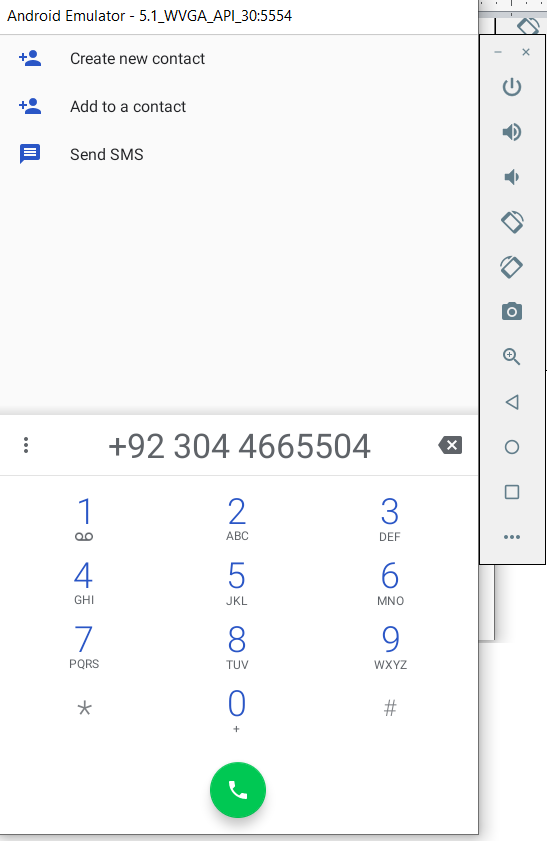 Android Emulator - 5.1_WVGA_API_30:5554
Create new contact
Add to a contact
Send SMS
+92 304 4665504
1 2 3
ABC DEF
4 5 6
GHI JKL MNO
7 8 9
PQRS TUV WXYZ
* 0 #
+